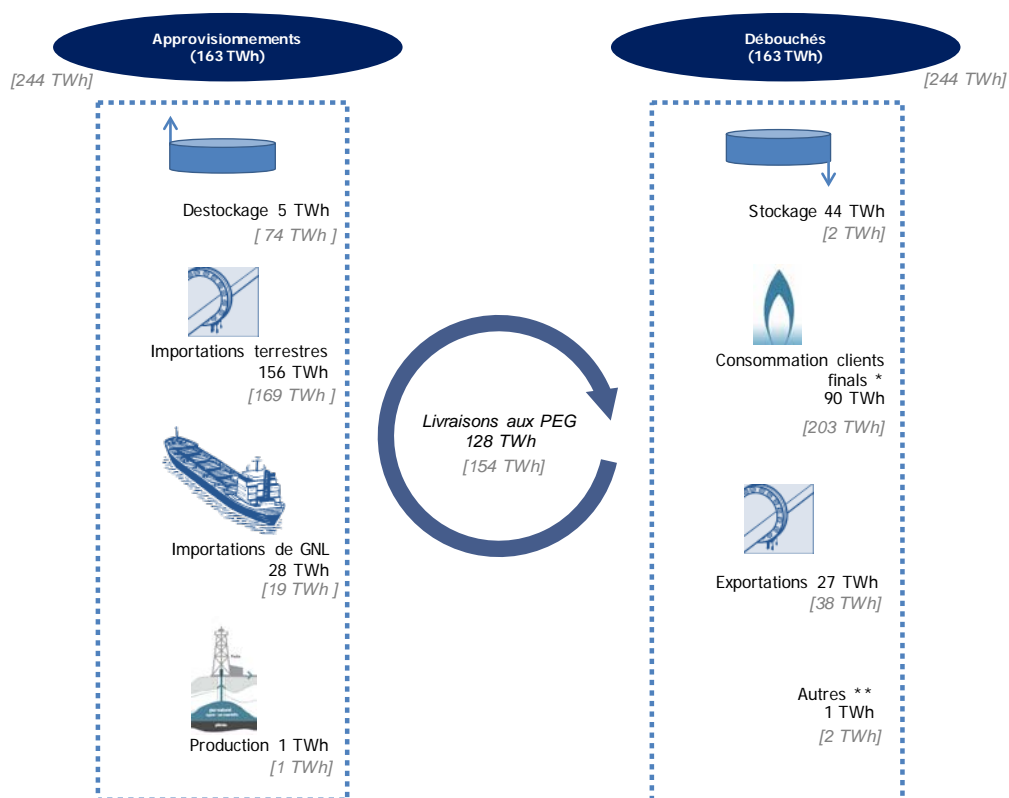 Approvisionnements
(163 TWh)
[244 TWh]
Destockage 5 TWh
[ 74 TWh ]
Importations terrestres
156 TWh
[169 TWh ]
Importations de GNL
28 TWh
[19 TWh ]
Production 1 TWh
[1 TWh]
Livraisons aux PEG
128 TWh
[154 TWh]
Débouchés
(163 TWh)
[244 TWh]
Stockage 44 TWh
[2 TWh]
Consommation clients
finals *
90 TWh
[203 TWh]
Exportations 27 TWh
[38 TWh]
Autres **
1 TWh
[2 TWh]